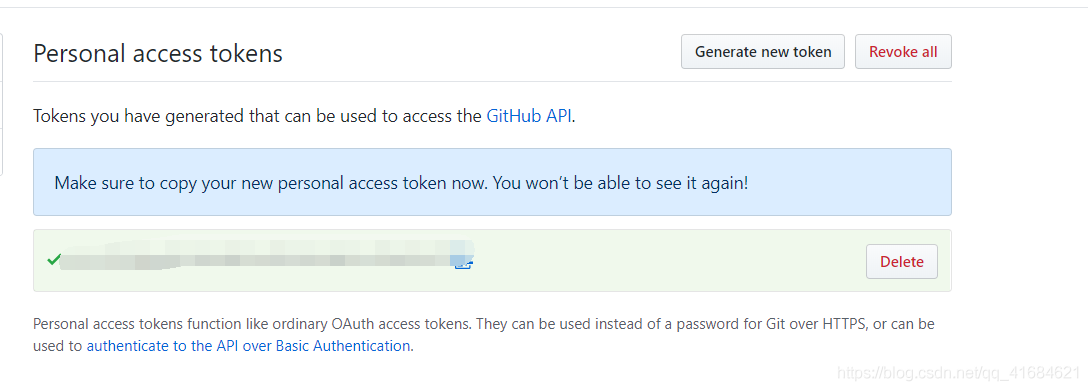 Personal access tokens
Generate new token
Revoke all
Tokens you have generated that can be used to access the GitHub API.
Make sure to copy your new personal access token now. You won’t be able to see it again!
Delete
Personal access tokens function like ordinary OAuth access tokens. They can be used instead of a password for Git over HTTPS, or can be
used to authenticate to the API over Basic Authentication.
https://blog.csdn.net/qq_41684621